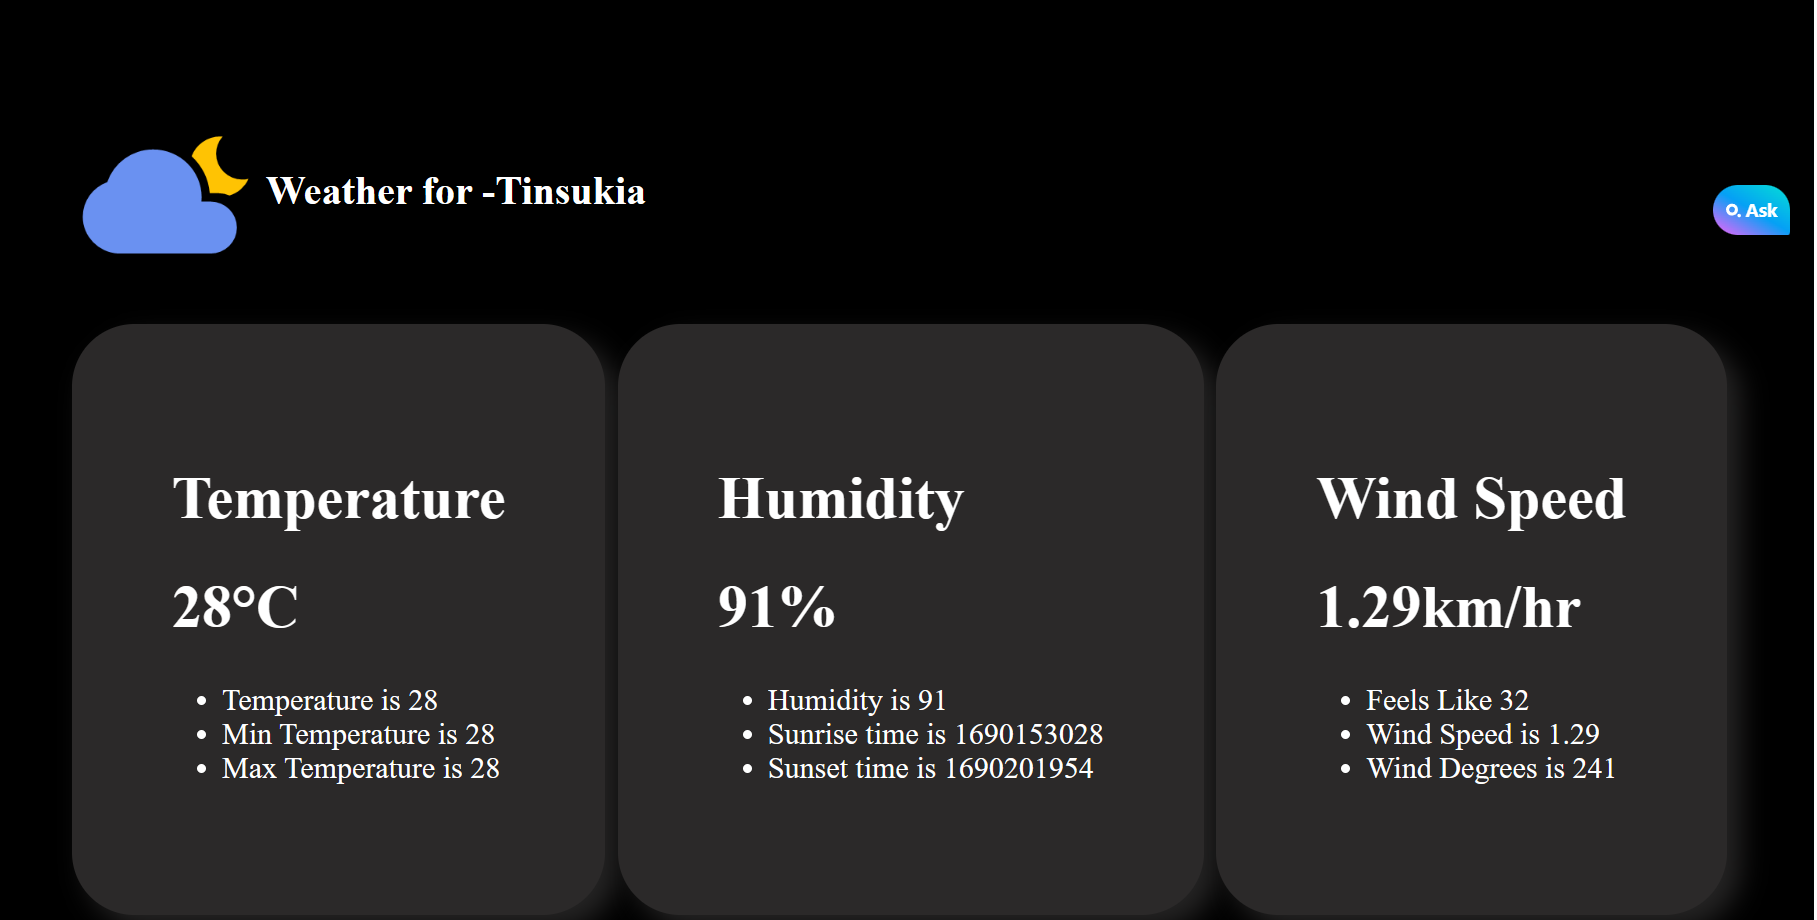 Weather for -Tinsukia
Ask
Temperature
28°C
Temperature is 28
Min Temperature is 28
Max Temperature is 28
Humidity
91%
Humidity is 91
Sunrise time is 1690153028
Sunset time is 1690201954
Wind Speed
1.29km/hr
Feels Like 32
Wind Speed is 1.29
Wind Degrees is 241